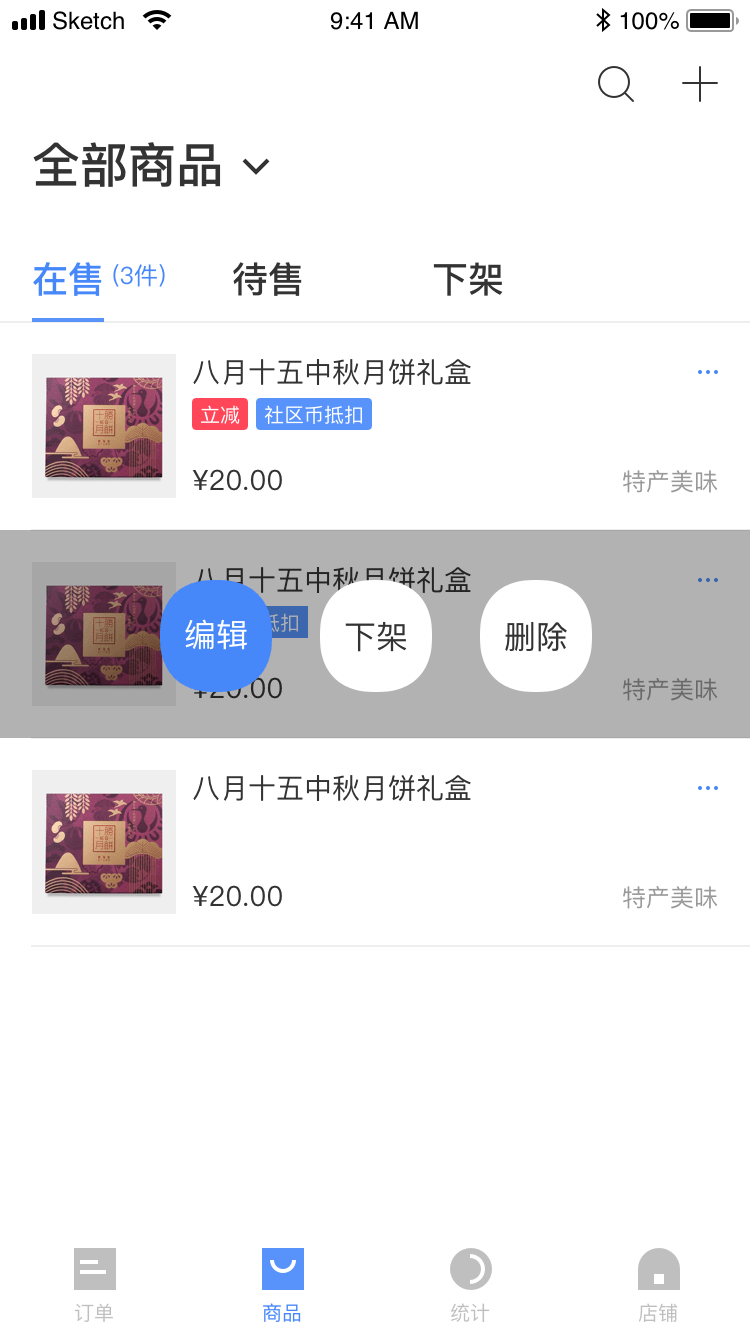 Sketch 9:41 AM 100%
全部商品
在售 (3件) 待售 下架
八月十五中秋月饼礼盒
立减 社区币抵扣
¥20.00 特产美味
八月十五中秋月饼礼盒
抵扣
编辑 下架 删除
¥20.00 特产美味
八月十五中秋月饼礼盒
¥20.00 特产美味
订单 商品 统计 店铺